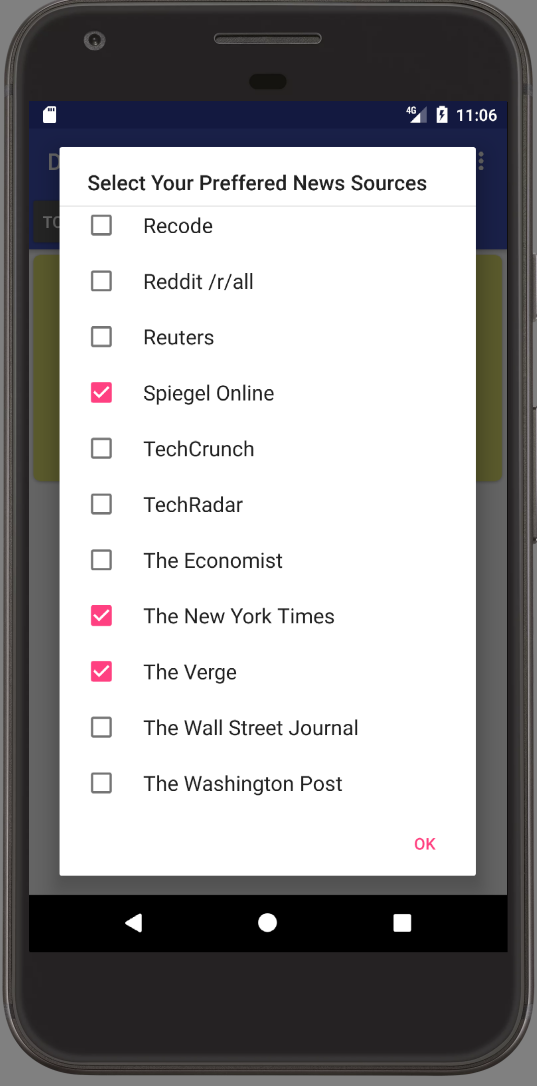 4G 11:06
D
Select Your Preffered News Sources
TO
Recode
Reddit /r/all
Reuters
Spiegel Online
TechCrunch
TechRadar
The Economist
The New York Times
The Verge
The Wall Street Journal
The Washington Post
OK